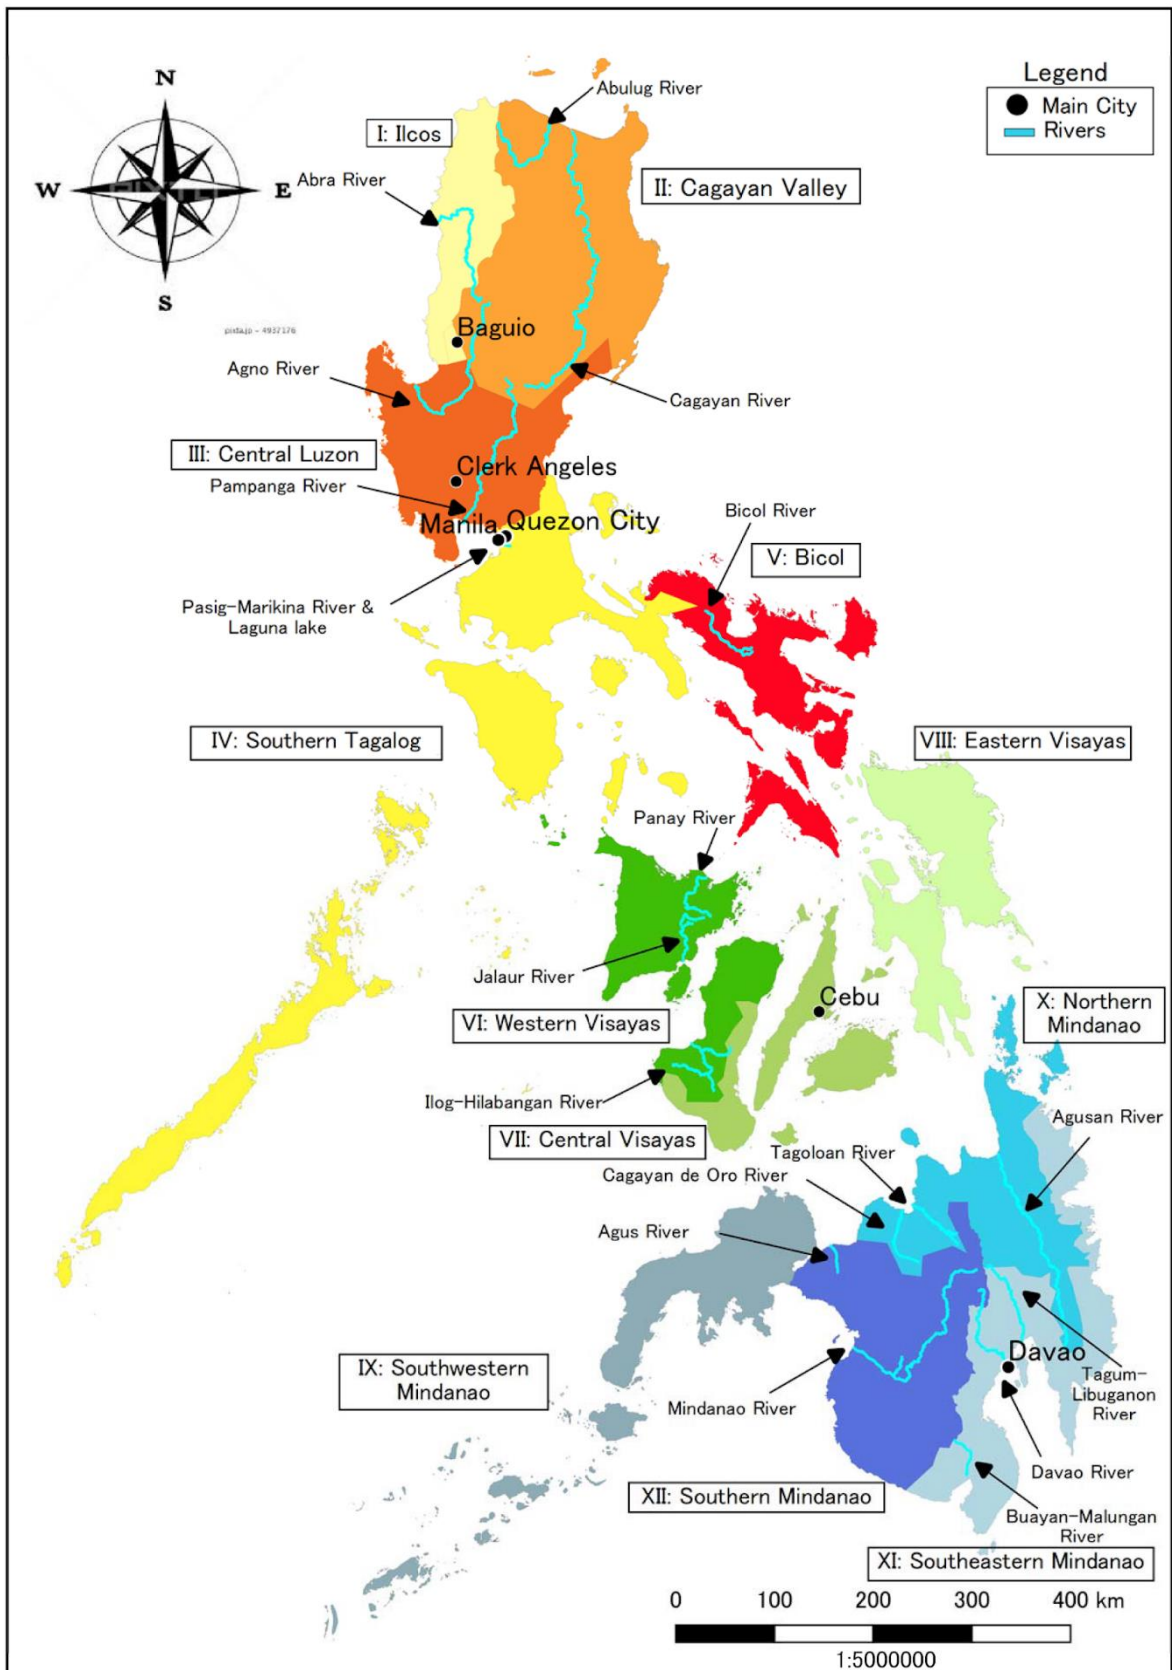 N
W
E
S
pixta.jp - 4937176
Legend
Main City
Rivers
Abulug River
I: Ilcos
Abra River
II: Cagayan Valley
Baguio
Agno River
Cagayan River
III: Central Luzon
Clerk Angeles
Pampanga River
Manila
Quezon City
Bicol River
V: Bicol
Pasig-Marikina River &
Laguna lake
IV: Southern Tagalog
VIII: Eastern Visayas
Panay River
Jalaur River
Cebu
X: Northern
Mindanao
VI: Western Visayas
Ilog-Hilabangan River
VII: Central Visayas
Agusan River
Tagoloan River
Cagayan de Oro River
Agus River
IX: Southwestern
Mindanao
Davao
Tagum-
Libuganon
River
Mindanao River
Davao River
XII: Southern Mindanao
Buayan-Malungan
River
XI: Southeastern Mindanao
0 100 200 300 400 km
1:5000000